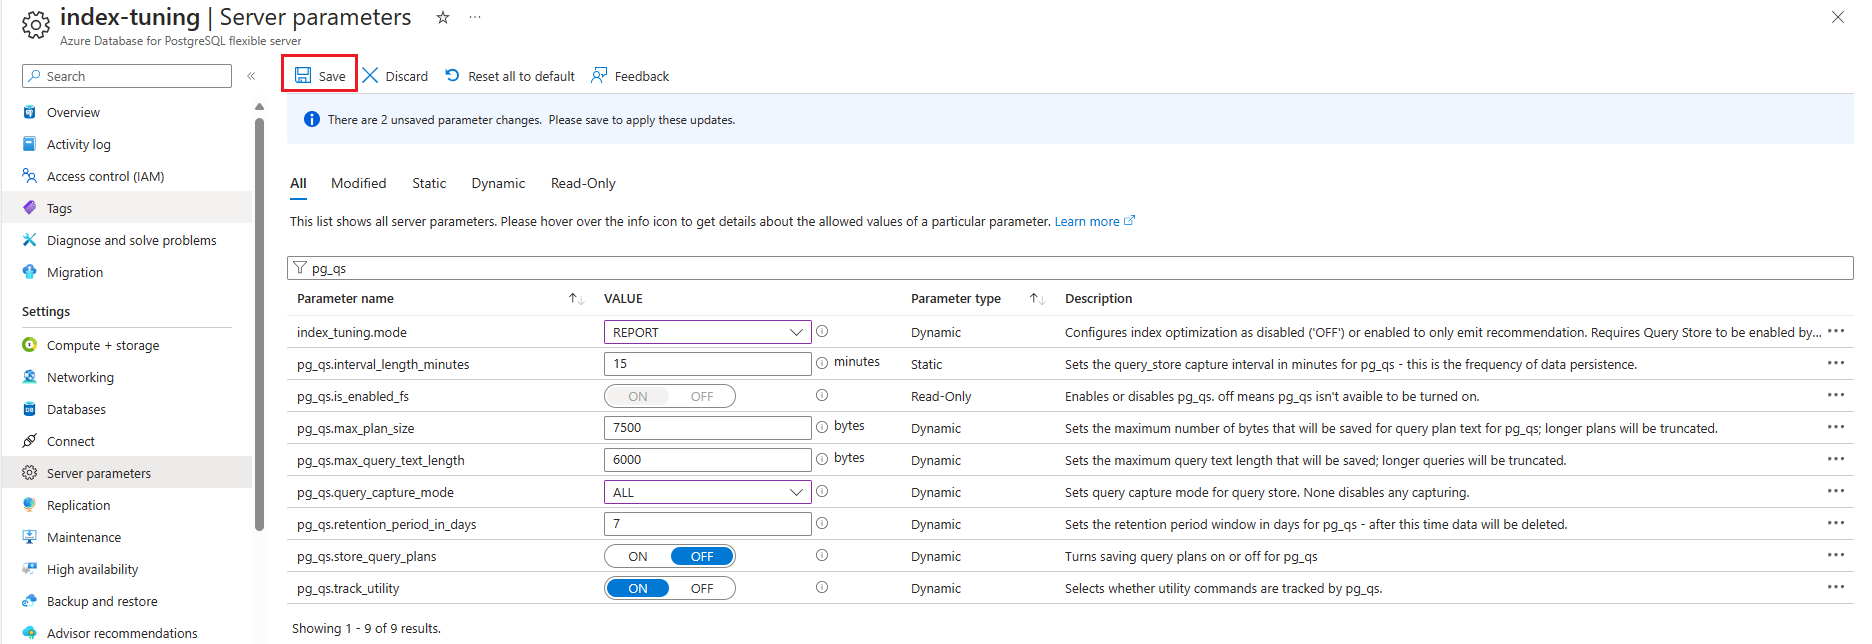 index-tuning | Server parameters
Azure Database for PostgreSQL flexible server
Search
Overview
Activity log
Access control (IAM)
Tags
Diagnose and solve problems
Migration
Settings
Compute + storage
Networking
Databases
Connect
Server parameters
Replication
Maintenance
High availability
Backup and restore
Advisor recommendations
Save Discard Reset all to default Feedback
There are 2 unsaved parameter changes. Please save to apply these updates.
All Modified Static Dynamic Read-Only
This list shows all server parameters. Please hover over the info icon to get details about the allowed values of a particular parameter. Learn more
pg_qs
Parameter name VALUE Parameter type Description
index_tuning.mode REPORT Dynamic Configures index optimization as disabled ('OFF') or enabled to only emit recommendation. Requires Query Store to be enabled by...
pg_qs.interval_length_minutes 15 minutes Static Sets the query_store capture interval in minutes for pg_qs - this is the frequency of data persistence.
pg_qs.is_enabled_fs ON OFF Read-Only Enables or disables pg_qs. off means pg_qs isn't avaible to be turned on.
pg_qs.max_plan_size 7500 bytes Dynamic Sets the maximum number of bytes that will be saved for query plan text for pg_qs; longer plans will be truncated.
pg_qs.max_query_text_length 6000 bytes Dynamic Sets the maximum query text length that will be saved; longer queries will be truncated.
pg_qs.query_capture_mode ALL Dynamic Sets query capture mode for query store. None disables any capturing.
pg_qs.retention_period_in_days 7 Dynamic Sets the retention period window in days for pg_qs - after this time data will be deleted.
pg_qs.store_query_plans ON OFF Dynamic Turns saving query plans on or off for pg_qs
pg_qs.track_utility ON OFF Dynamic Selects whether utility commands are tracked by pg_qs.
Showing 1 - 9 of 9 results.